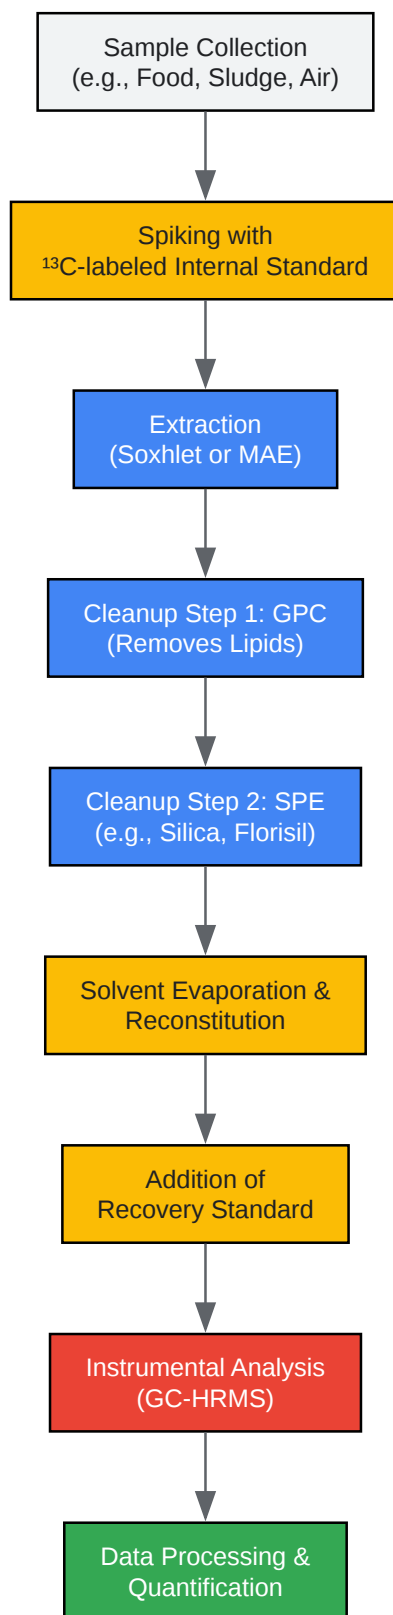 Sample Collection
(e.g., Food, Sludge, Air)
Spiking with
¹³C-labeled Internal Standard
Extraction
(Soxhlet or MAE)
Cleanup Step 1: GPC
(Removes Lipids)
Cleanup Step 2: SPE
(e.g., Silica, Florisil)
Solvent Evaporation &
Reconstitution
Addition of
Recovery Standard
Instrumental Analysis
(GC-HRMS)
Data Processing &
Quantification